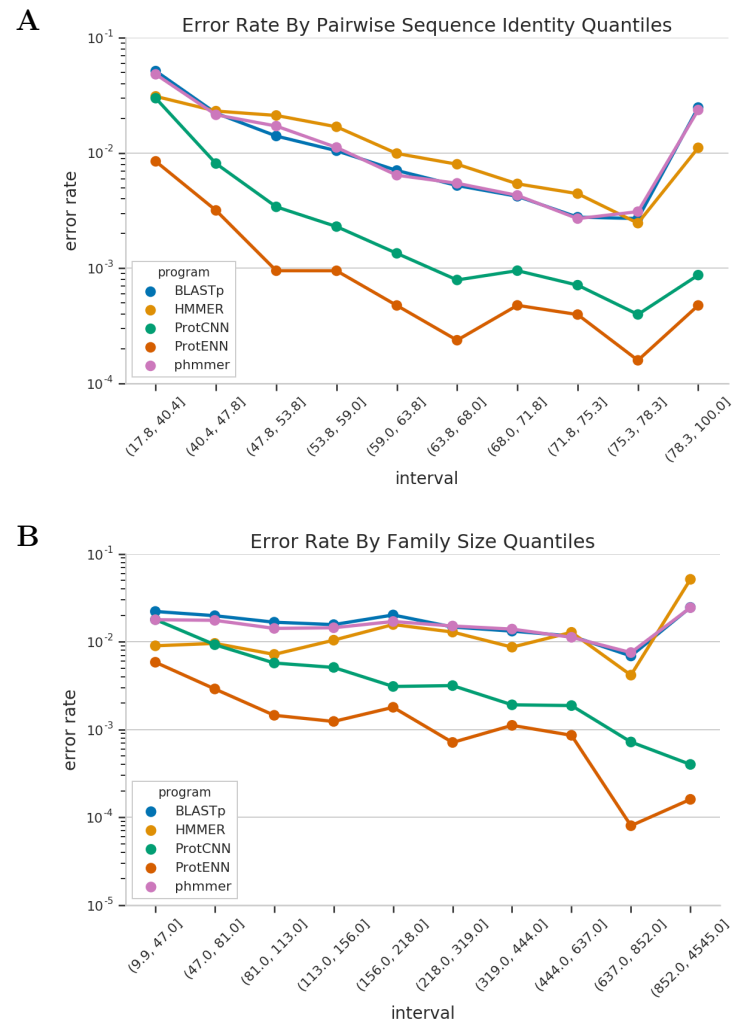 A
Error Rate By Pairwise Sequence Identity Quantiles
10-1
10-2
10-3
10-4
error rate
program
BLASTp
HMMER
ProtCNN
ProtENN
phmmer
(17.8, 40.4]
(40.4, 47.8]
(47.8, 53.8]
(53.8, 59.0]
(59.0, 63.8]
(63.8, 68.0]
(68.0, 71.8]
(71.8, 75.3]
(75.3, 78.3]
(78.3, 100.0]
interval
B
Error Rate By Family Size Quantiles
10-1
10-2
10-3
10-4
10-5
error rate
program
BLASTp
HMMER
ProtCNN
ProtENN
phmmer
(9.9, 47.0]
(47.0, 81.0]
(81.0, 113.0]
(113.0, 156.0]
(156.0, 218.0]
(218.0, 319.0]
(319.0, 444.0]
(444.0, 637.0]
(637.0, 852.0]
(852.0, 4545.0]
interval